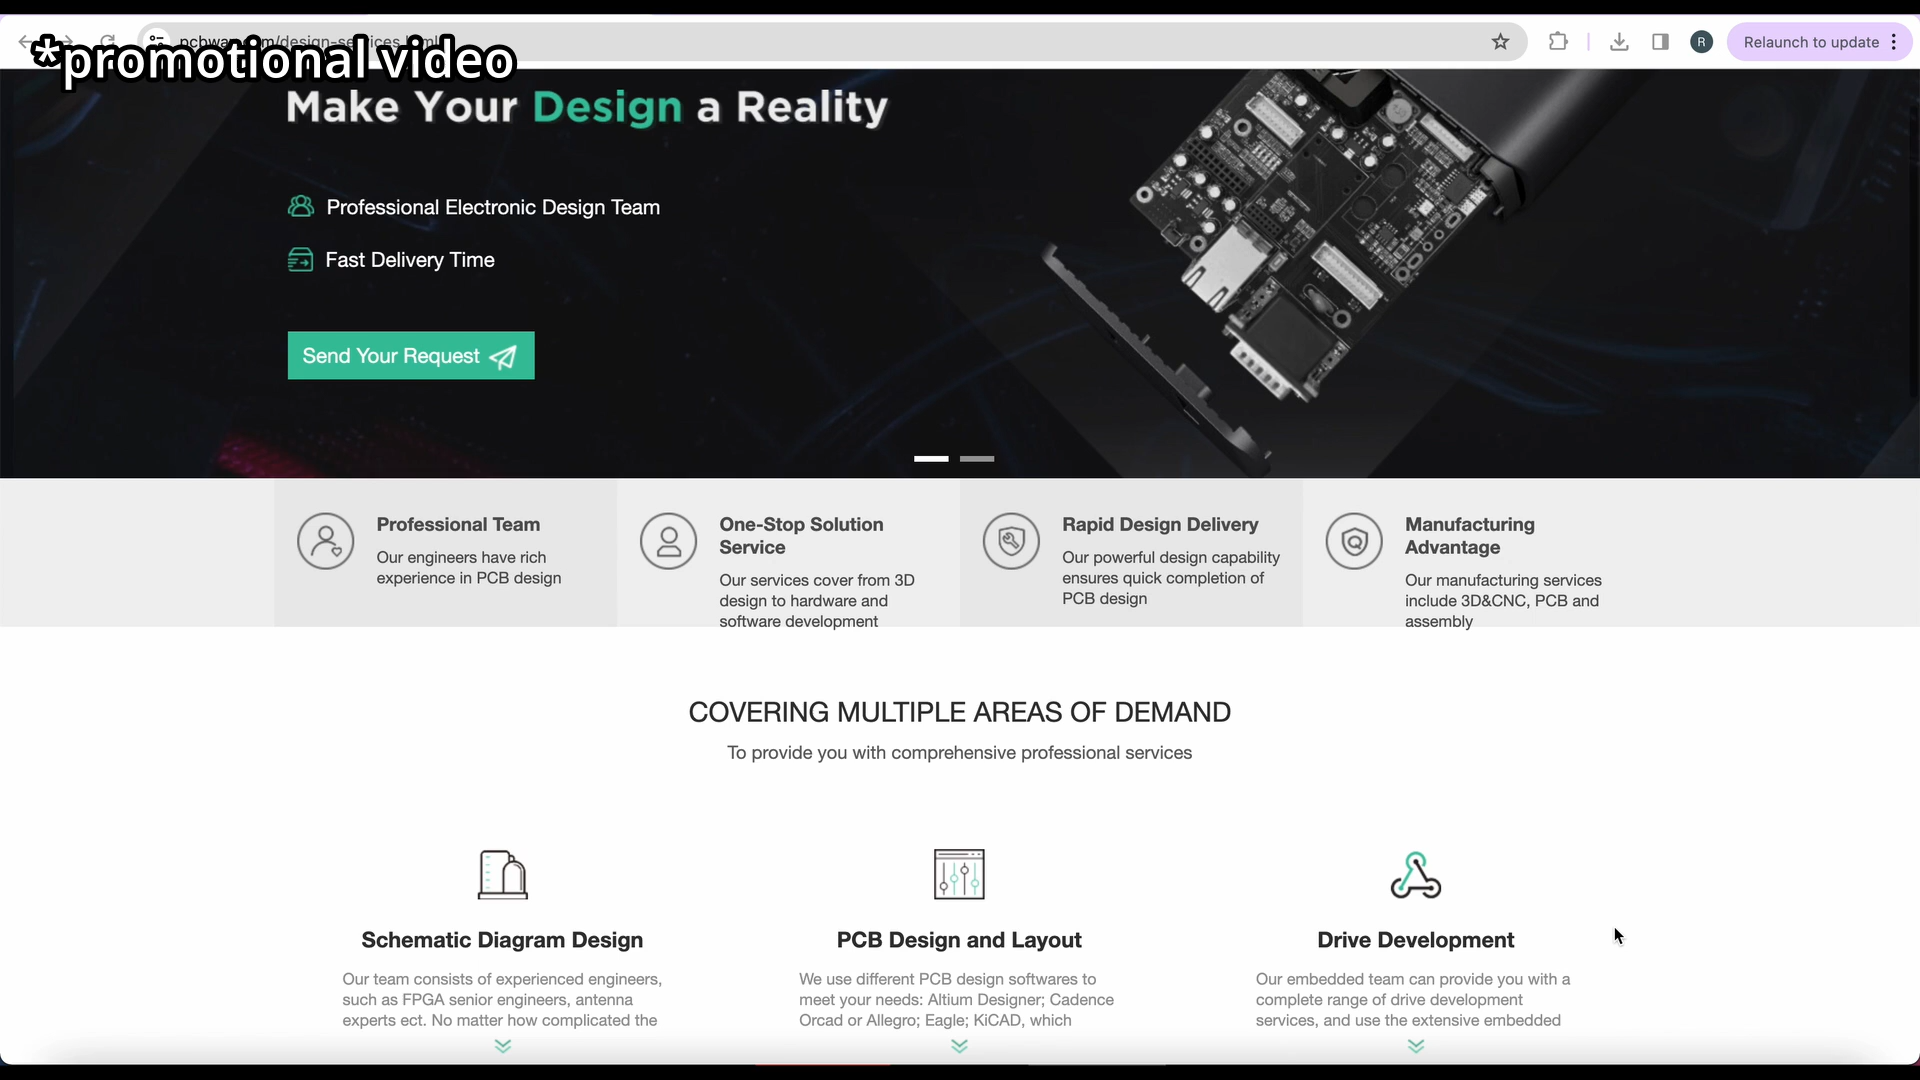 *promotional video
R
Relaunch to update
Make Your Design a Reality
Professional Electronic Design Team
Fast Delivery Time
Send Your Request
Professional Team
Our engineers have rich
experience in PCB design
One-Stop Solution
Service
Our services cover from 3D
design to hardware and
software development
Rapid Design Delivery
Our powerful design capability
ensures quick completion of
PCB design
Manufacturing
Advantage
Our manufacturing services
include 3D&CNC, PCB and
assembly
COVERING MULTIPLE AREAS OF DEMAND
To provide you with comprehensive professional services
Schematic Diagram Design
Our team consists of experienced engineers,
such as FPGA senior engineers, antenna
experts ect. No matter how complicated the
PCB Design and Layout
We use different PCB design softwares to
meet your needs: Altium Designer; Cadence
Orcad or Allegro; Eagle; KiCAD, which
Drive Development
Our embedded team can provide you with a
complete range of drive development
services, and use the extensive embedded